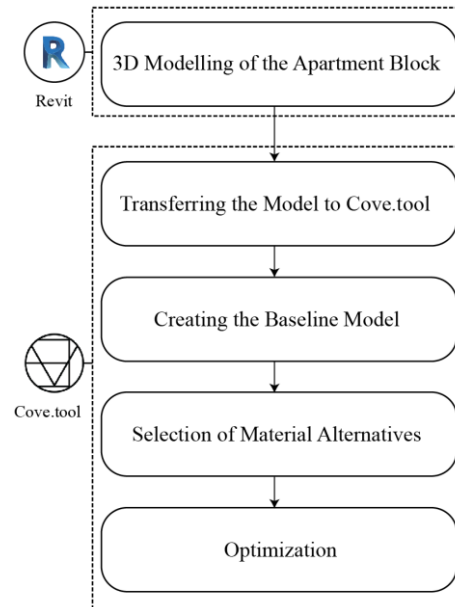 R
Revit
3D Modelling of the Apartment Block
Transferring the Model to Cove.tool
Creating the Baseline Model
Cove.tool
Selection of Material Alternatives
Optimization